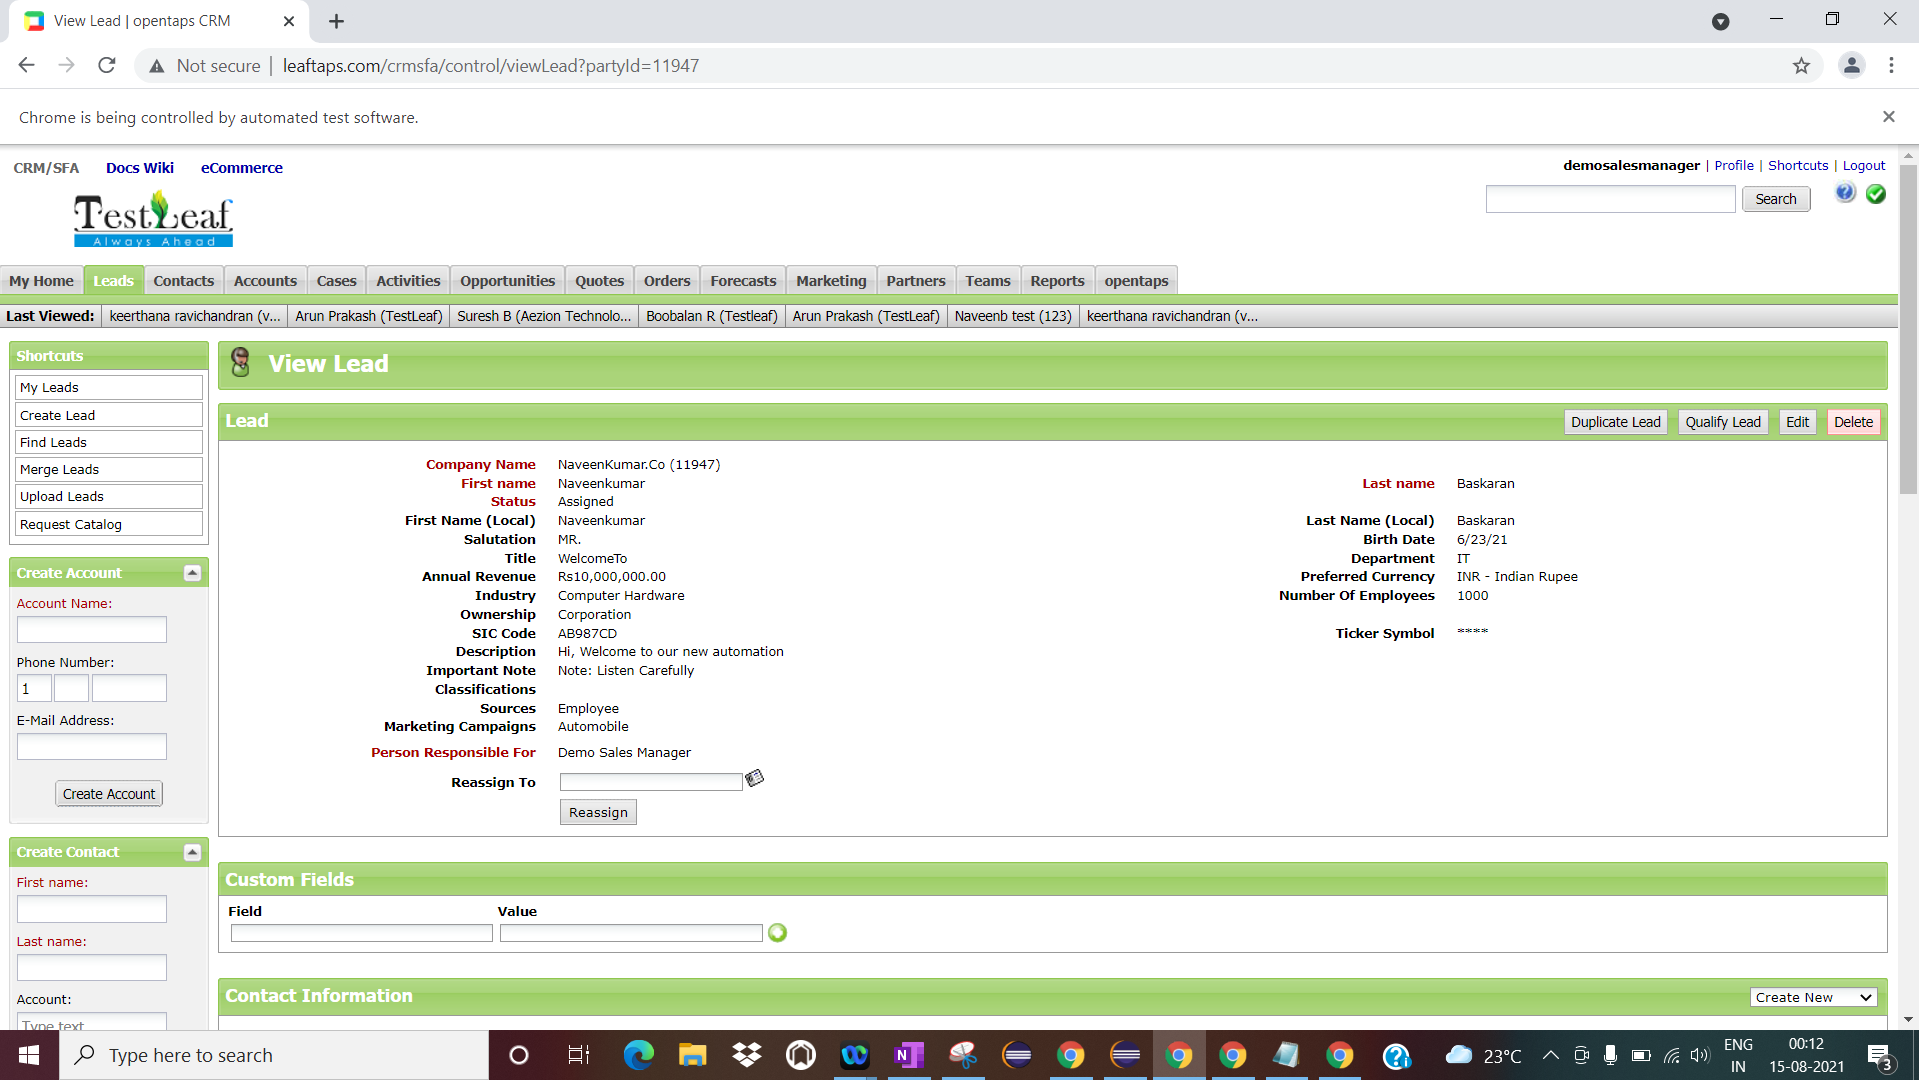 View Lead | opentaps CRM
Not secure | leaftaps.com/crmsfa/control/viewLead?partyId=11947
Chrome is being controlled by automated test software.
CRM/SFA Docs Wiki eCommerce
demosalesmanager | Profile | Shortcuts | Logout
Search
TestLeaf
Always Ahead
My Home Leads Contacts Accounts Cases Activities Opportunities Quotes Orders Forecasts Marketing Partners Teams Reports opentaps
Last Viewed: keerthana ravichandran (v... Arun Prakash (TestLeaf) Suresh B (Aezion Technolo... Boobalan R (Testleaf) Arun Prakash (TestLeaf) Naveenb test (123) keerthana ravichandran (v...
Shortcuts
My Leads
Create Lead
Find Leads
Merge Leads
Upload Leads
Request Catalog
Create Account
Account Name:
Phone Number:
1
E-Mail Address:
Create Account
Create Contact
First name:
Last name:
Account:
Type text
View Lead
Lead
Duplicate Lead Qualify Lead Edit Delete
Company Name NaveenKumar.Co (11947)
First name Naveenkumar Last name Baskaran
Status Assigned
First Name (Local) Naveenkumar Last Name (Local) Baskaran
Salutation MR. Birth Date 6/23/21
Title WelcomeTo Department IT
Annual Revenue Rs10,000,000.00 Preferred Currency INR - Indian Rupee
Industry Computer Hardware Number Of Employees 1000
Ownership Corporation
SIC Code AB987CD Ticker Symbol ****
Description Hi, Welcome to our new automation
Important Note Note: Listen Carefully
Classifications
Sources Employee
Marketing Campaigns Automobile
Person Responsible For Demo Sales Manager
Reassign To
Reassign
Custom Fields
Field Value
Contact Information
Create New
Type here to search
N
23°C
ENG
IN
00:12
15-08-2021
3